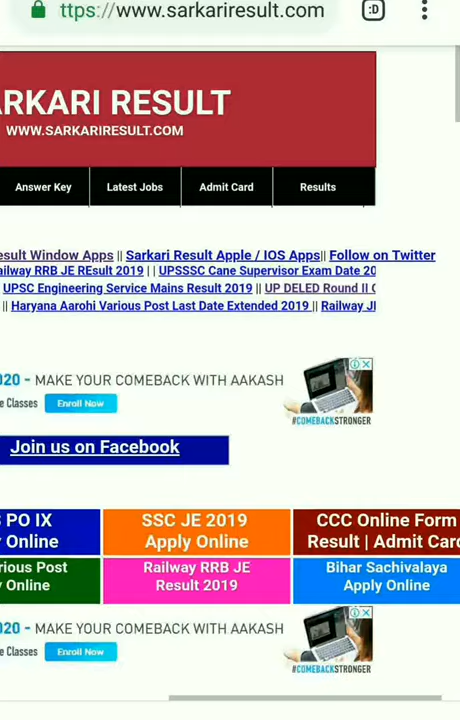 ttps://www.sarkariresult.com
:D
RKARI RESULT
WWW.SARKARIRESULT.COM
Answer Key Latest Jobs Admit Card Results
esult Window Apps || Sarkari Result Apple / IOS Apps|| Follow on Twitter
ailway RRB JE REsult 2019 | | UPSSSC Cane Supervisor Exam Date 20
UPSC Engineering Service Mains Result 2019 || UP DELED Round II
|| Haryana Aarohi Various Post Last Date Extended 2019 || Railway
020 - MAKE YOUR COMEBACK WITH AAKASH
e Classes Enroll Now
#COMEBACKSTRONGER
Join us on Facebook
PO IX SSC JE 2019 CCC Online Form
Online Apply Online Result | Admit Card
rious Post Railway RRB JE Bihar Sachivalaya
y Online Result 2019 Apply Online
020 - MAKE YOUR COMEBACK WITH AAKASH
e Classes Enroll Now
#COMEBACKSTRONGER